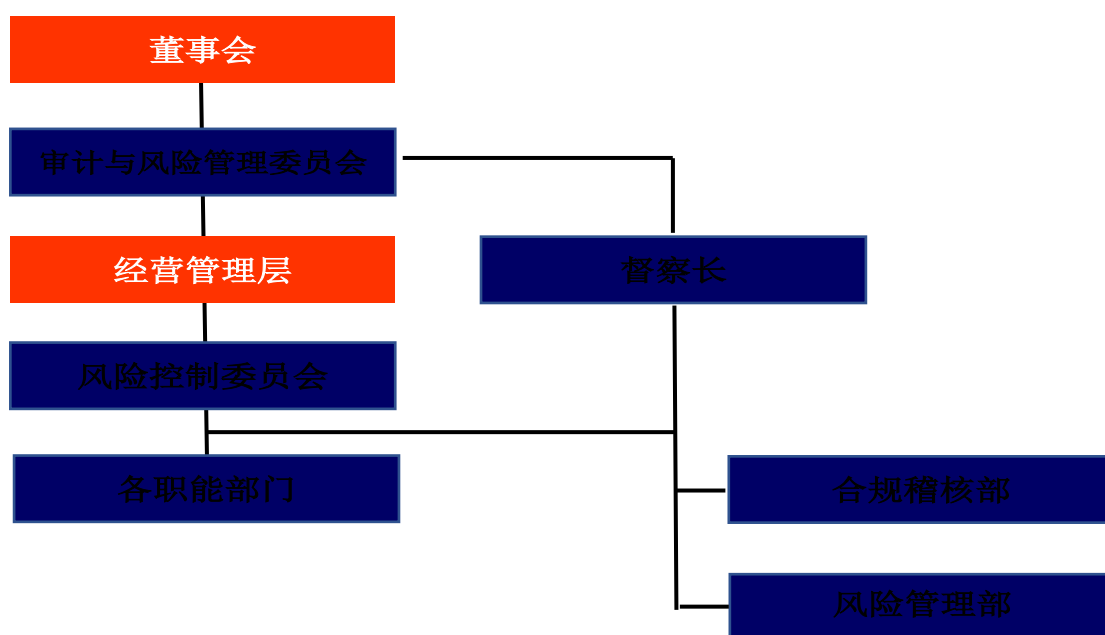 董事会
审计与风险管理委员会
经营管理层
督察长
风险控制委员会
各职能部门
合规稽核部
风险管理部